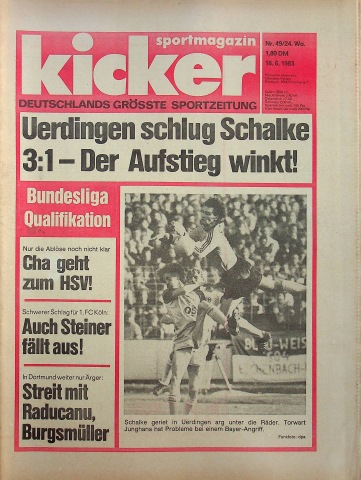 sportmagazin
kicker
Nr. 49/24. Wo.
1,80 DM
16. 6. 1983
DEUTSCHLANDS GRÖSSTE SPORTZEITUNG
Uerdingen schlug Schalke
3:1 – Der Aufstieg winkt!
Bundesliga
Qualifikation
Nur die Ablöse noch nicht klar
Cha geht
zum HSV!
Schwerer Schlag für 1. FC Köln:
Auch Steiner
fällt aus!
In Dortmund weiter nur Ärger:
Streit mit
Raducanu,
Burgsmüller
Schalke geriet in Uerdingen arg unter die Räder. Torwart
Junghans hat Probleme bei einem Bayer-Angriff.
Funkfoto: dpa